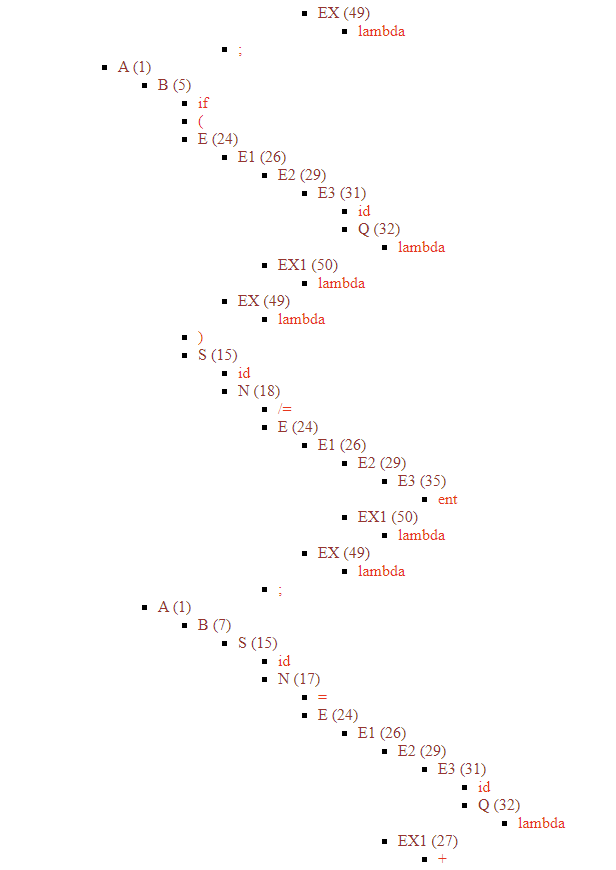 EX (49)
lambda
;
A (1)
B (5)
if
(
E (24)
E1 (26)
E2 (29)
E3 (31)
id
Q (32)
lambda
EX1 (50)
lambda
EX (49)
lambda
)
S (15)
id
N (18)
/=
E (24)
E1 (26)
E2 (29)
E3 (35)
ent
EX1 (50)
lambda
EX (49)
lambda
;
A (1)
B (7)
S (15)
id
N (17)
=
E (24)
E1 (26)
E2 (29)
E3 (31)
id
Q (32)
lambda
EX1 (27)
+